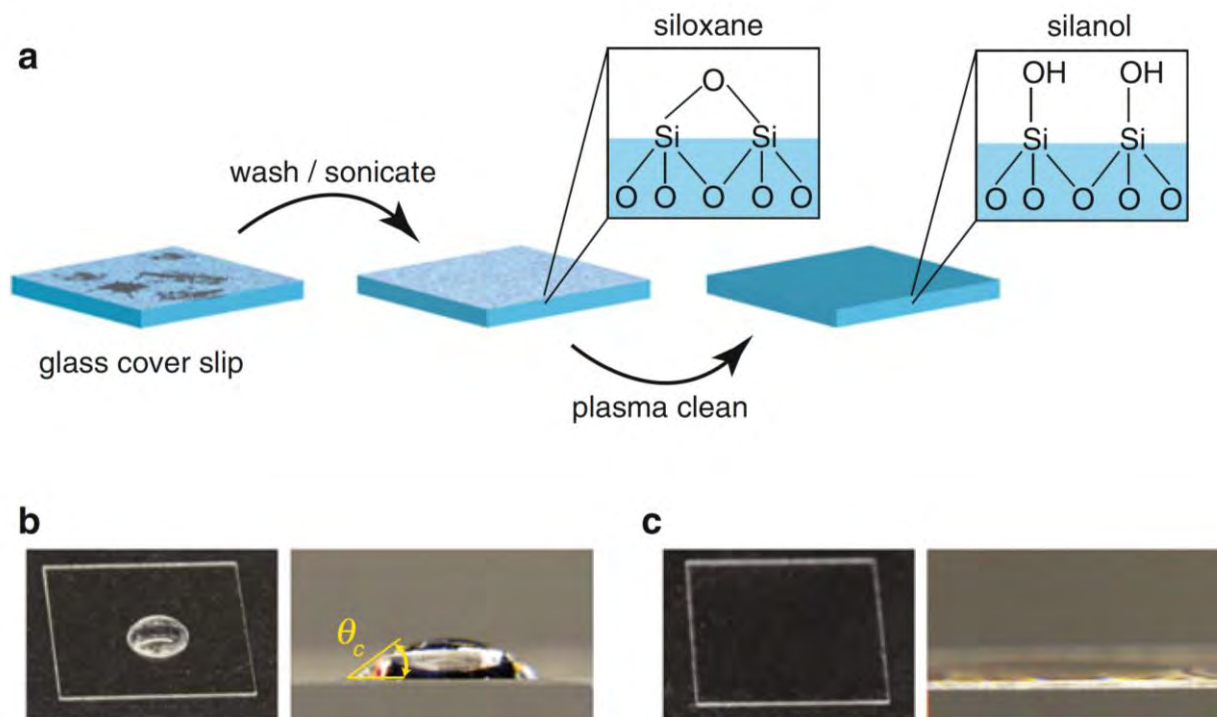 a
siloxane
silanol
O
Si Si
O O O O O
OH OH
Si Si
O O O O O
wash / sonicate
glass cover slip
plasma clean
b
θc
c